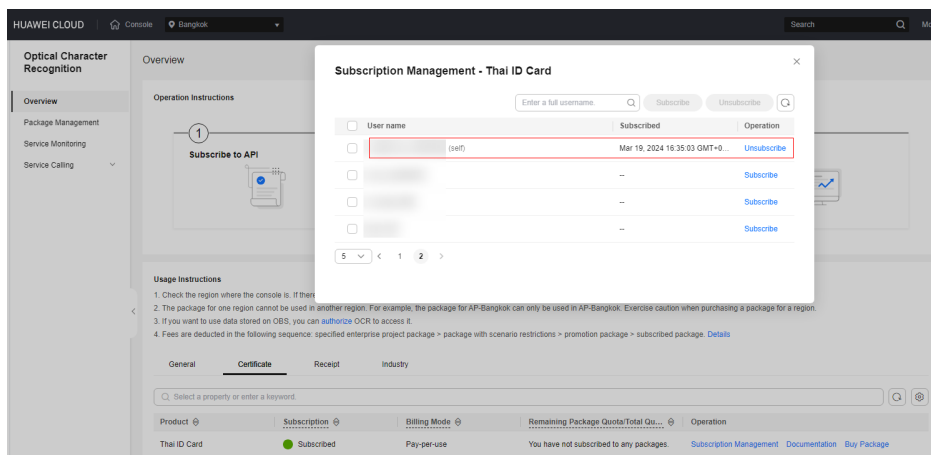 HUAWEI CLOUD Console Bangkok Search
Optical Character Recognition
Overview
Package Management
Service Monitoring
Service Calling
Overview
Operation Instructions
1
Subscribe to API
Subscription Management - Thai ID Card
Enter a full username. Subscribe Unsubscribe
User name Subscribed Operation
(self) Mar 19, 2024 16:35:03 GMT+0... Unsubscribe
-- Subscribe
-- Subscribe
-- Subscribe
5 < 1 2 >
Usage Instructions
1. Check the region where the console is. If there
2. The package for one region cannot be used in another region. For example, the package for AP-Bangkok can only be used in AP-Bangkok. Exercise caution when purchasing a package for a region.
3. If you want to use data stored on OBS, you can authorize OCR to access it.
4. Fees are deducted in the following sequence: specified enterprise project package > package with scenario restrictions > promotion package > subscribed package. Details
General Certificate Receipt Industry
Select a property or enter a keyword.
Product Subscription Billing Mode Remaining Package Quota/Total Qu... Operation
Thai ID Card Subscribed Pay-per-use You have not subscribed to any packages. Subscription Management Documentation Buy Package